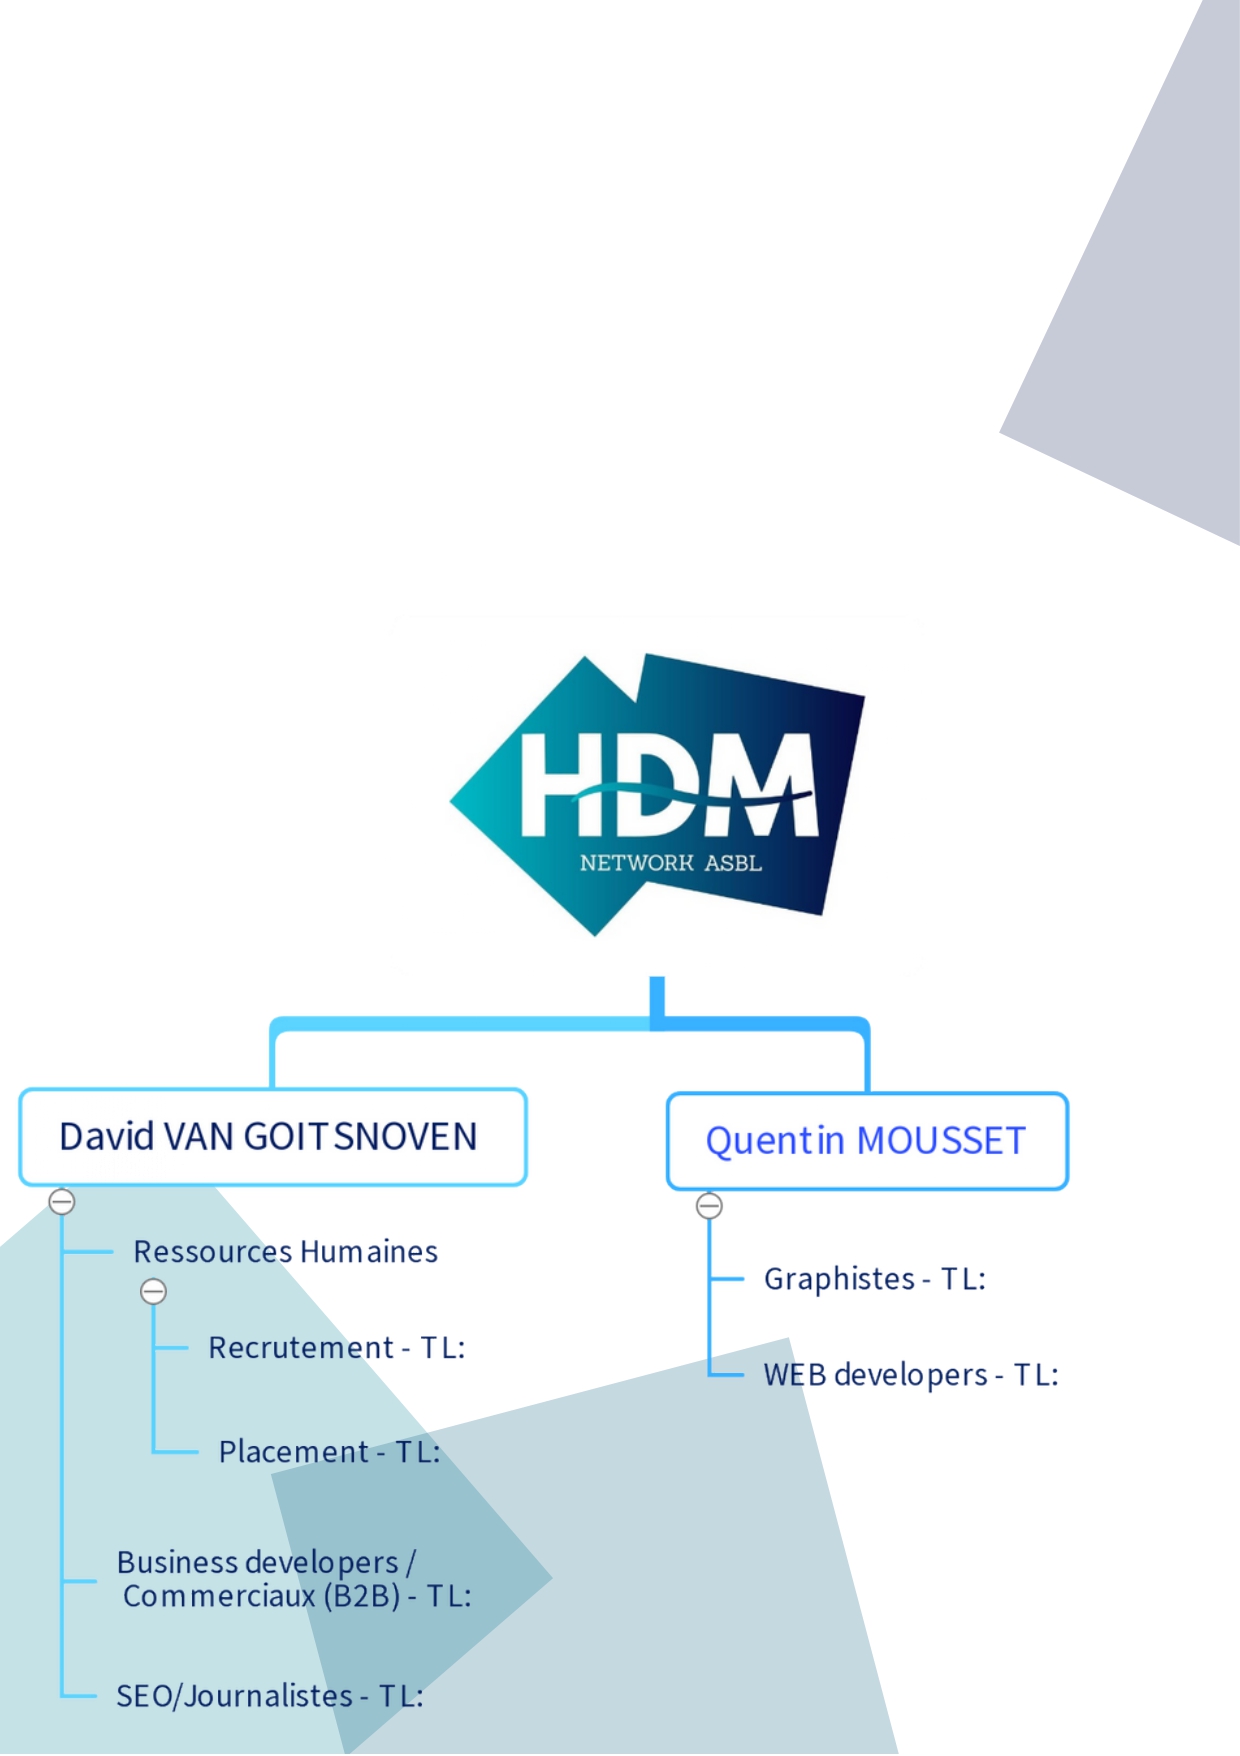 HDM
NETWORK ASBL
David VAN GOITSNOVEN
Ressources Humaines
Recrutement - TL:
Placement - TL:
Business developers /
Commerciaux (B2B) - TL:
SEO/Journalistes - TL:
Quentin MOUSSET
Graphistes - TL:
WEB developers - TL: